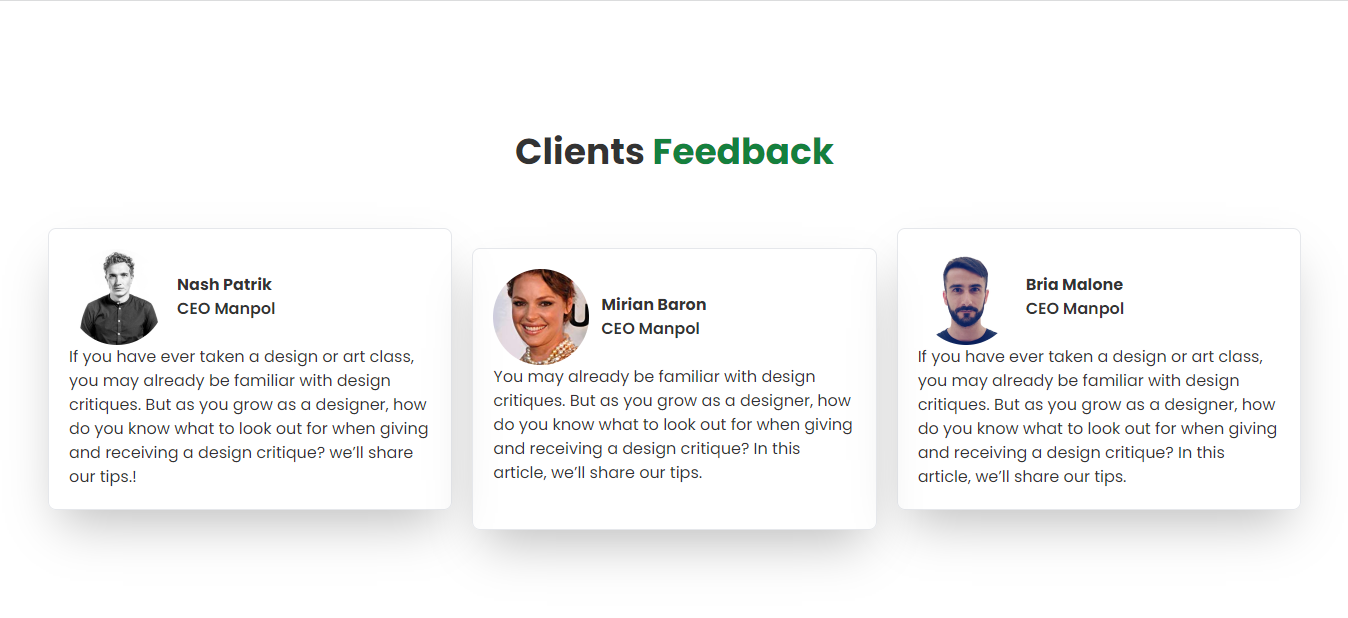 Clients Feedback
Nash Patrik
CEO Manpol
If you have ever taken a design or art class,
you may already be familiar with design
critiques. But as you grow as a designer, how
do you know what to look out for when giving
and receiving a design critique? we’ll share
our tips.!
U
Mirian Baron
CEO Manpol
You may already be familiar with design
critiques. But as you grow as a designer, how
do you know what to look out for when giving
and receiving a design critique? In this
article, we’ll share our tips.
Bria Malone
CEO Manpol
If you have ever taken a design or art class,
you may already be familiar with design
critiques. But as you grow as a designer, how
do you know what to look out for when giving
and receiving a design critique? In this
article, we’ll share our tips.